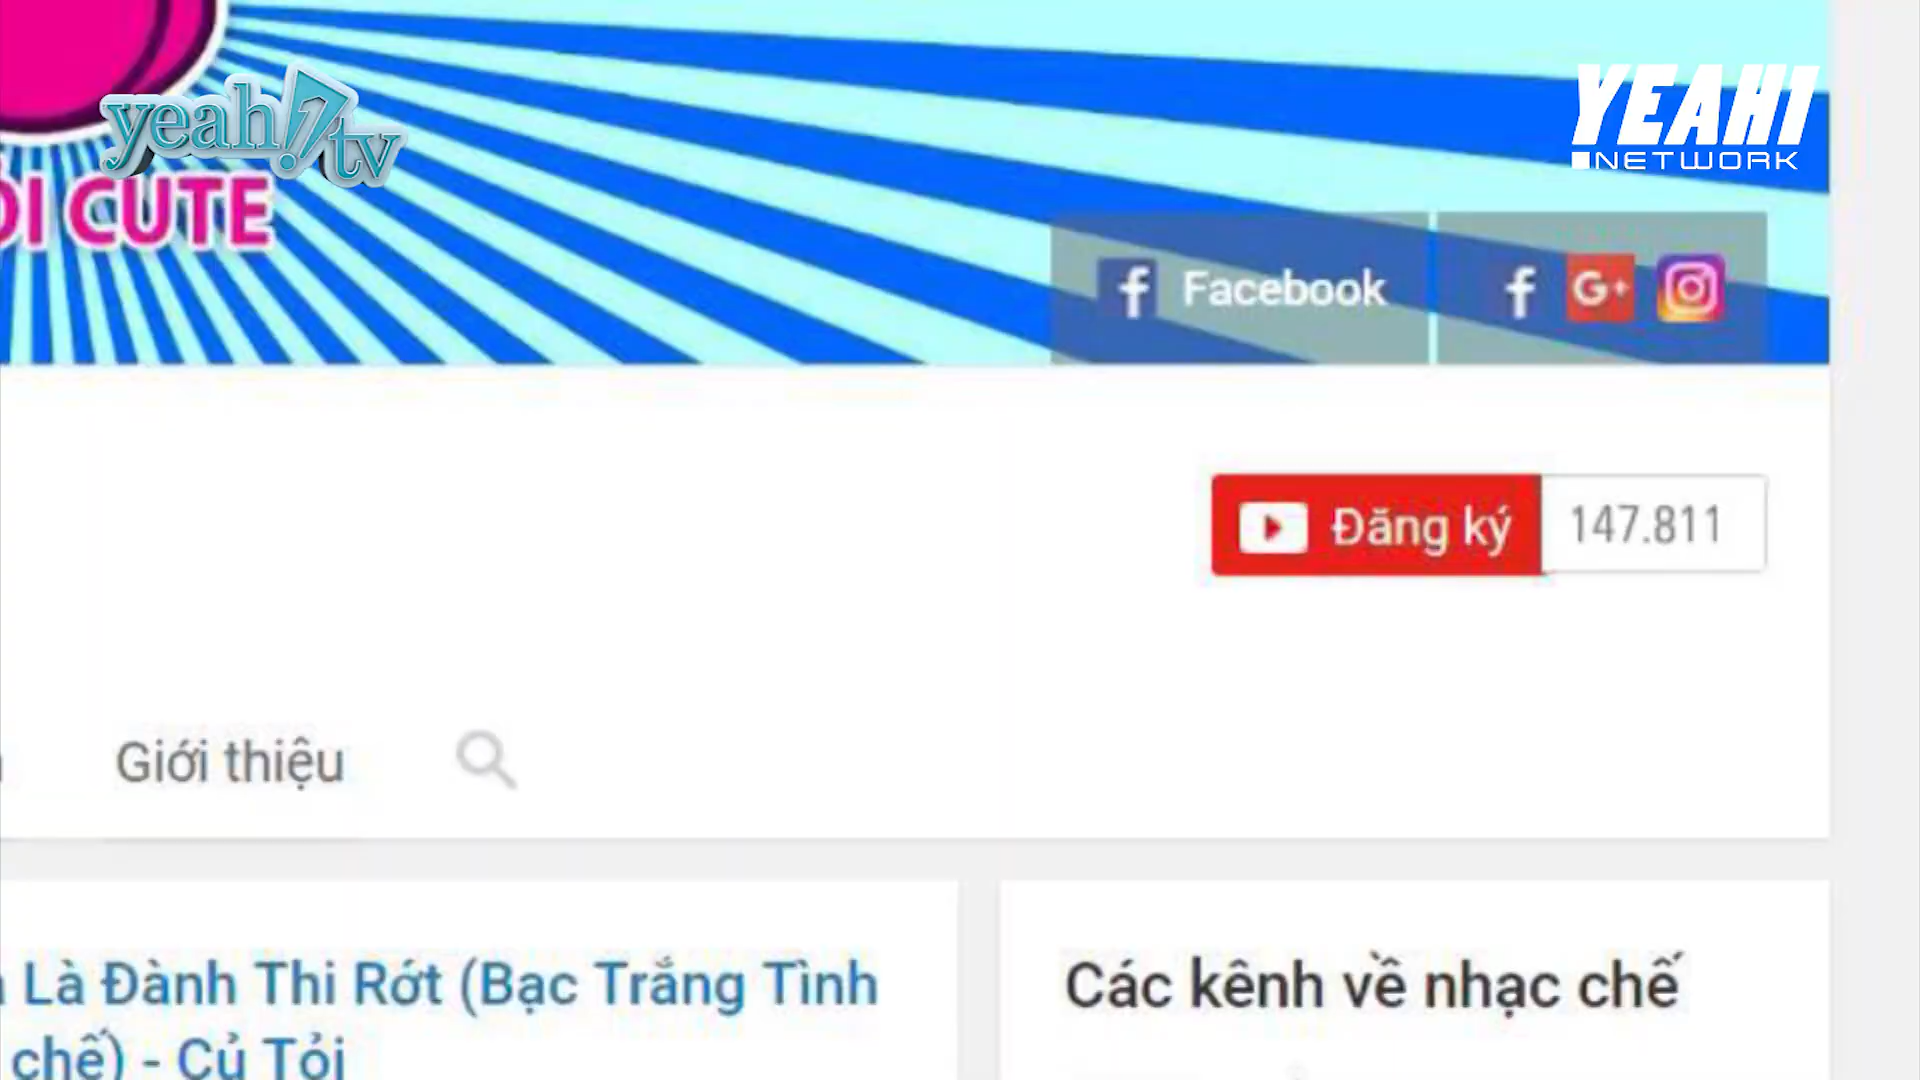 yeah1tv
YEAH1
NETWORK
CUTE
Facebook
Đăng ký 147.811
Giới thiệu
Là Đành Thi Rớt (Bạc Trắng Tình
chế) - Củ Tỏi
Các kênh về nhạc chế